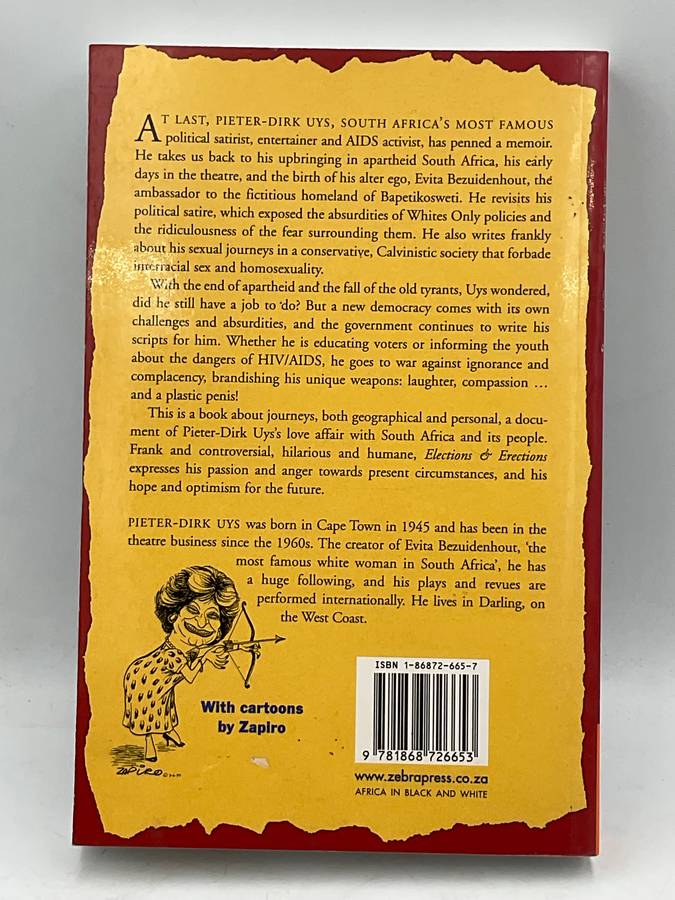 AT LAST, PIETER-DIRK UYS, SOUTH AFRICA'S MOST FAMOUS
political satirist, entertainer and AIDS activist, has penned a memoir.
He takes us back to his upbringing in apartheid South Africa, his early
days in the theatre, and the birth of his alter ego, Evita Bezuidenhout, the
ambassador to the fictitious homeland of Bapetikosweti. He revisits his
political satire, which exposed the absurdities of Whites Only policies and
the ridiculousness of the fear surrounding them. He also writes frankly
about his sexual journeys in a conservative, Calvinistic society that forbade
interracial sex and homosexuality.
With the end of apartheid and the fall of the old tyrants, Uys wondered,
did he still have a job to do? But a new democracy comes with its own
challenges and absurdities, and the government continues to write his
scripts for him. Whether he is educating voters or informing the youth
about the dangers of HIV/AIDS, he goes to war against ignorance and
complacency, brandishing his unique weapons: laughter, compassion …
and a plastic penis!
This is a book about journeys, both geographical and personal, a docu-
ment of Pieter-Dirk Uys's love affair with South Africa and its people.
Frank and controversial, hilarious and humane, Elections & Erections
expresses his passion and anger towards present circumstances, and his
hope and optimism for the future.
PIETER-DIRK UYS was born in Cape Town in 1945 and has been in the
theatre business since the 1960s. The creator of Evita Bezuidenhout, 'the
most famous white woman in South Africa', he has
a huge following, and his plays and revues are
performed internationally. He lives in Darling, on
the West Coast.
With cartoons
by Zapiro
ZAPIRO
ISBN 1-86872-665-7
9 781868 726653
www.zebrapress.co.za
AFRICA IN BLACK AND WHITE